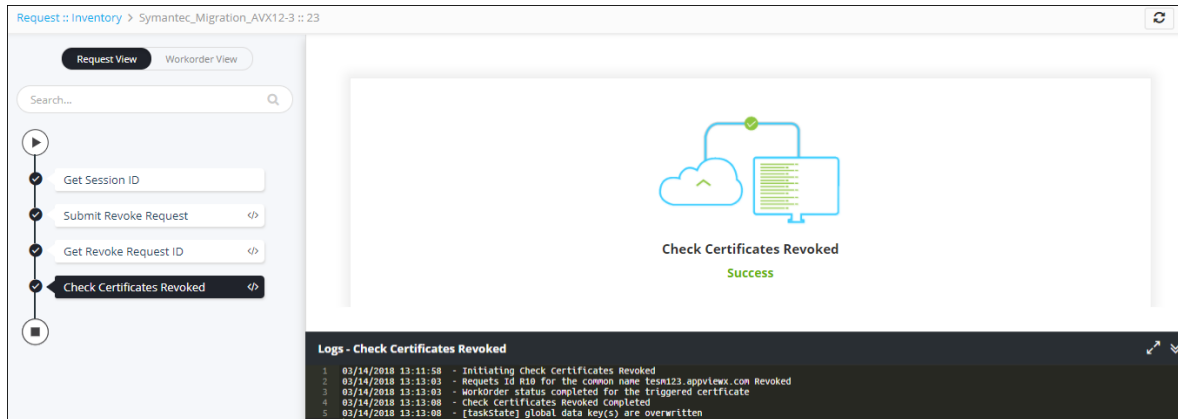 Request :: Inventory > Symantec_Migration_AVX12-3 :: 23
Request View Workorder View
Search...
Get Session ID
Submit Revoke Request </>
Get Revoke Request ID </>
Check Certificates Revoked </>
Check Certificates Revoked
Success
Logs - Check Certificates Revoked
1 03/14/2018 13:11:58 - Initiating Check Certificates Revoked
2 03/14/2018 13:13:03 - Requets Id R10 for the common name tesm123.appviewx.com Revoked
3 03/14/2018 13:13:03 - WorkOrder status completed for the triggered certficate
4 03/14/2018 13:13:08 - Check Certificates Revoked Completed
5 03/14/2018 13:13:08 - [taskState] global data key(s) are overwritten